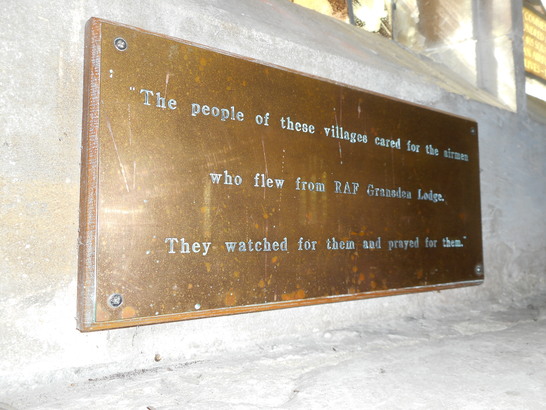 "The people of these villages cared for the airmen
who flew from RAF Gransden Lodge.
They watched for them and prayed for them."